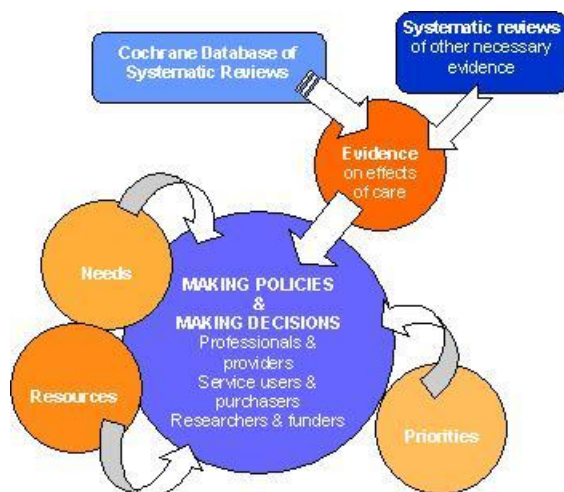 Cochrane Database of
Systematic Reviews
Systematic reviews
of other necessary
evidence
Evidence
on effects
of care
Needs
MAKING POLICIES
&
MAKING DECISIONS
Professionals &
providers
Service users &
purchasers
Researchers & funders
Resources
Priorities